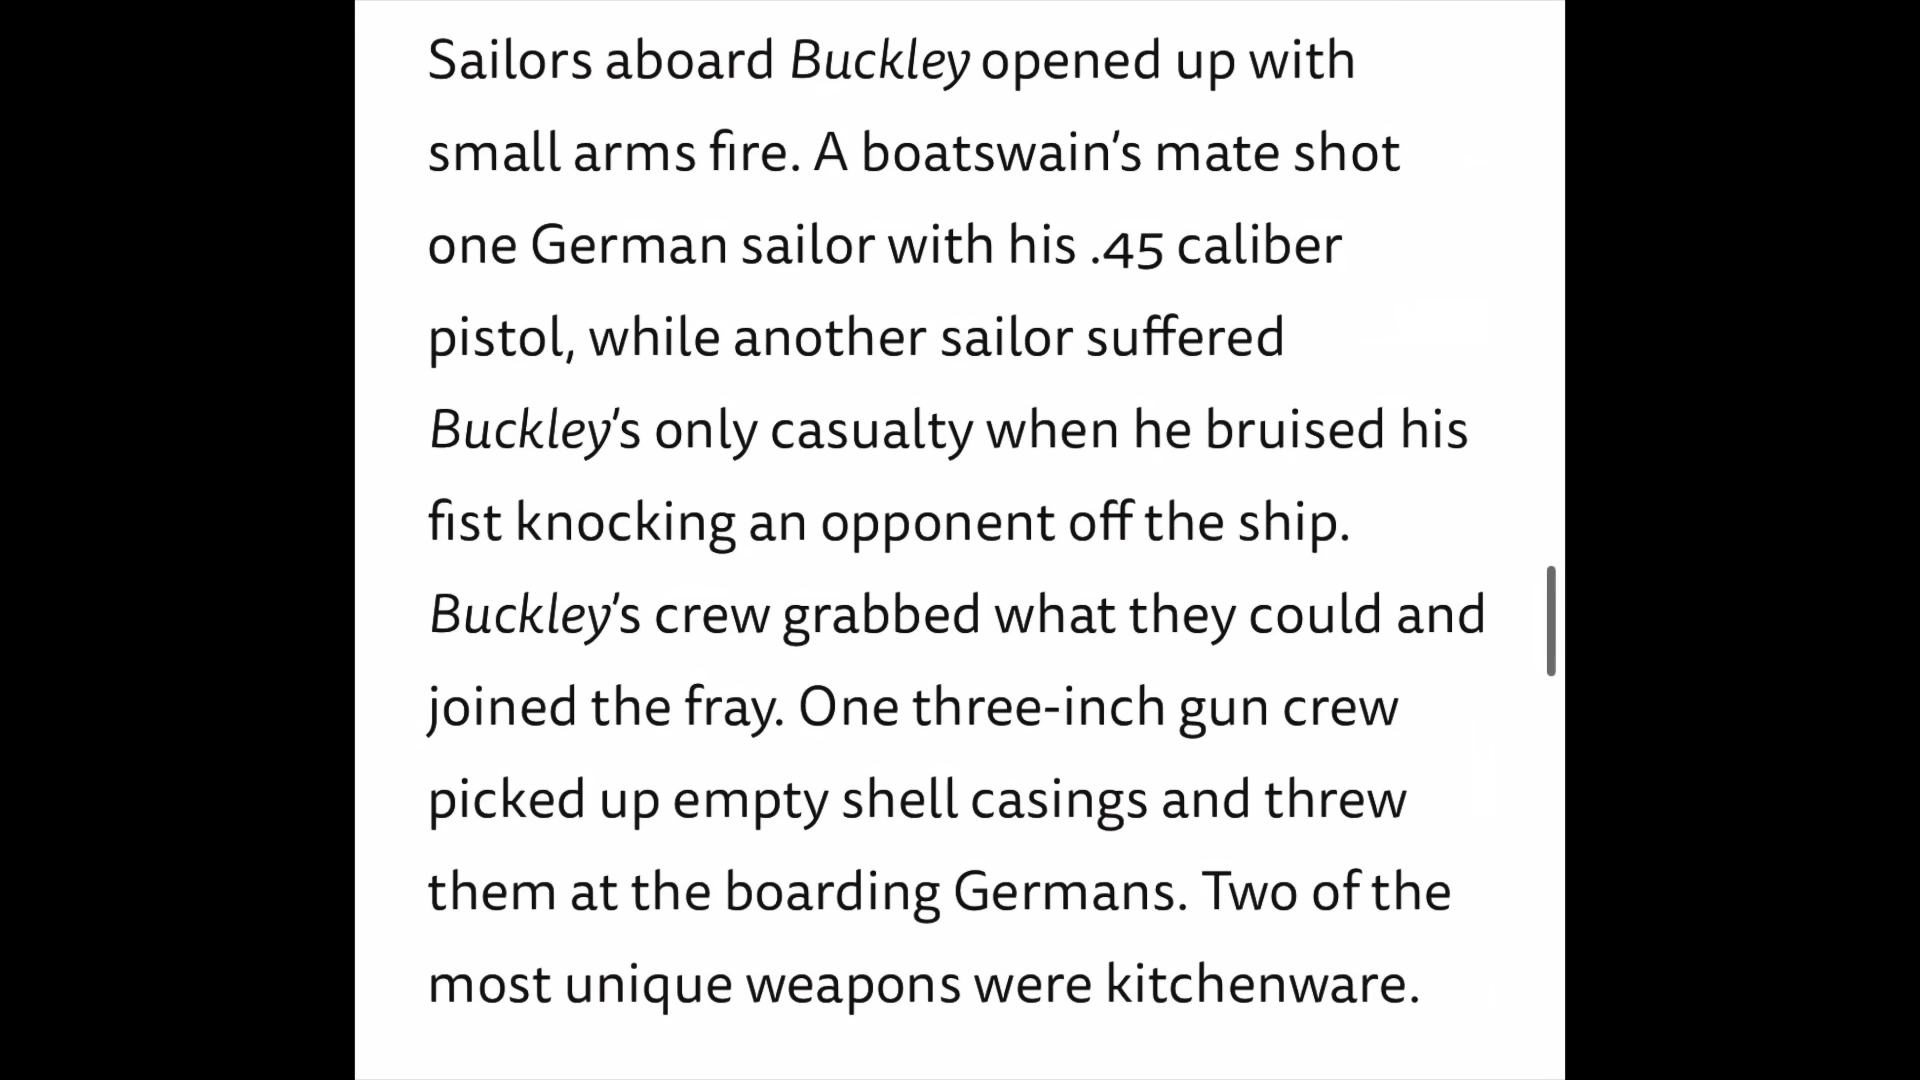 Sailors aboard Buckley opened up with
small arms fire. A boatswain’s mate shot
one German sailor with his .45 caliber
pistol, while another sailor suffered
Buckley’s only casualty when he bruised his
fist knocking an opponent off the ship.
Buckley’s crew grabbed what they could and
joined the fray. One three-inch gun crew
picked up empty shell casings and threw
them at the boarding Germans. Two of the
most unique weapons were kitchenware.